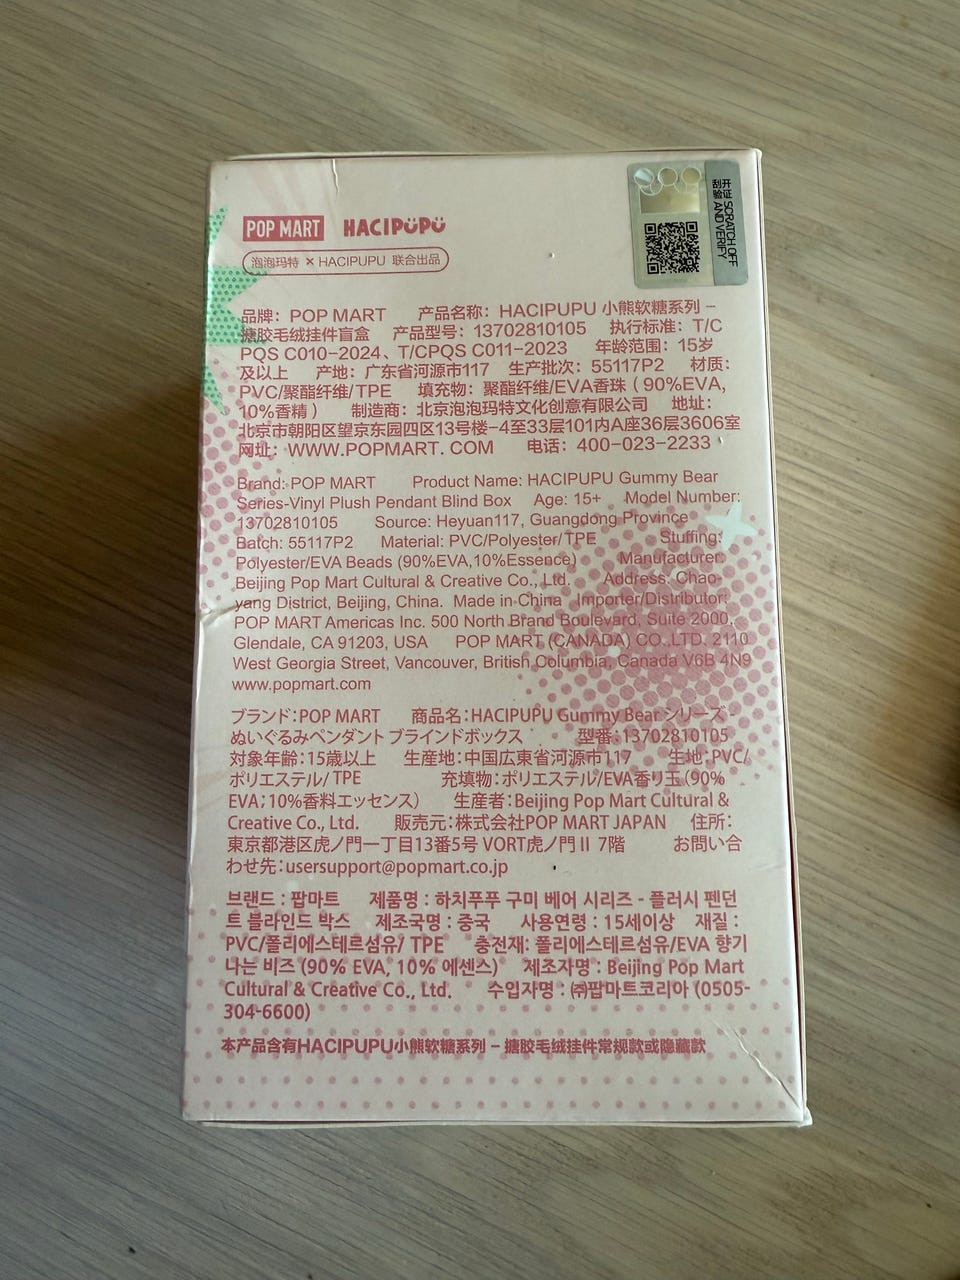 POP MART HACIPUPU
泡泡玛特 × HACIPUPU 联合出品
刮涂层 SCRATCH OFF
AND VERIFY
品牌：POP MART 产品名称：HACIPUPU 小熊软糖系列 –
搪胶毛绒挂件盲盒 产品型号：13702810105 执行标准：T/C
PQS C010-2024、T/CPQS C011-2023 年龄范围：15岁
及以上 产地：广东省河源市117 生产批次：55117P2 材质：
PVC/聚酯纤维/TPE 填充物：聚酯纤维/EVA香珠（90%EVA,
10%香精） 制造商：北京泡泡玛特文化创意有限公司 地址：
北京市朝阳区望京东园四区13号楼-4至33层101内A座36层3606室
网址：WWW.POPMART. COM 电话：400-023-2233
Brand: POP MART Product Name: HACIPUPU Gummy Bear
Series-Vinyl Plush Pendant Blind Box Age: 15+ Model Number:
13702810105 Source: Heyuan117, Guangdong Province
Batch: 55117P2 Material: PVC/Polyester/TPE Stuffing:
Polyester/EVA Beads (90%EVA,10%Essence) Manufacturer:
Beijing Pop Mart Cultural & Creative Co., Ltd. Address: Chao-
yang District, Beijing, China. Made in China Importer/Distributor:
POP MART Americas Inc. 500 North Brand Boulevard, Suite 2000,
Glendale, CA 91203, USA POP MART (CANADA) CO.,LTD. 2110
West Georgia Street, Vancouver, British Columbia, Canada V6B 4N9
www.popmart.com
ブランド：POP MART 商品名：HACIPUPU Gummy Bear シリーズ -
ぬいぐるみペンダント ブラインドボックス 型番：13702810105
対象年齢：15歳以上 生産地：中国広東省河源市117 生地：PVC/
ポリエステル/ TPE 充填物：ポリエステル/EVA香り玉（90%
EVA；10%香料エッセンス） 生産者：Beijing Pop Mart Cultural &
Creative Co., Ltd. 販売元：株式会社POP MART JAPAN 住所：
東京都港区虎ノ門一丁目13番5号 VORT虎ノ門Ⅱ 7階 お問い合
わせ先：usersupport@popmart.co.jp
브랜드 : 팝마트 제품명 : 하치푸푸 구미 베어 시리즈 - 플러시 펜던
트 블라인드 박스 제조국명 : 중국 사용연령 : 15세이상 재질 :
PVC/폴리에스테르섬유/ TPE 충전재: 폴리에스테르섬유/EVA 향기
나는 비즈 (90% EVA, 10% 에센스) 제조자명 : Beijing Pop Mart
Cultural & Creative Co., Ltd. 수입자명 : ㈜팝마트코리아 (0505-
304-6600)
本产品含有HACIPUPU小熊软糖系列 – 搪胶毛绒挂件常规款或隐藏款